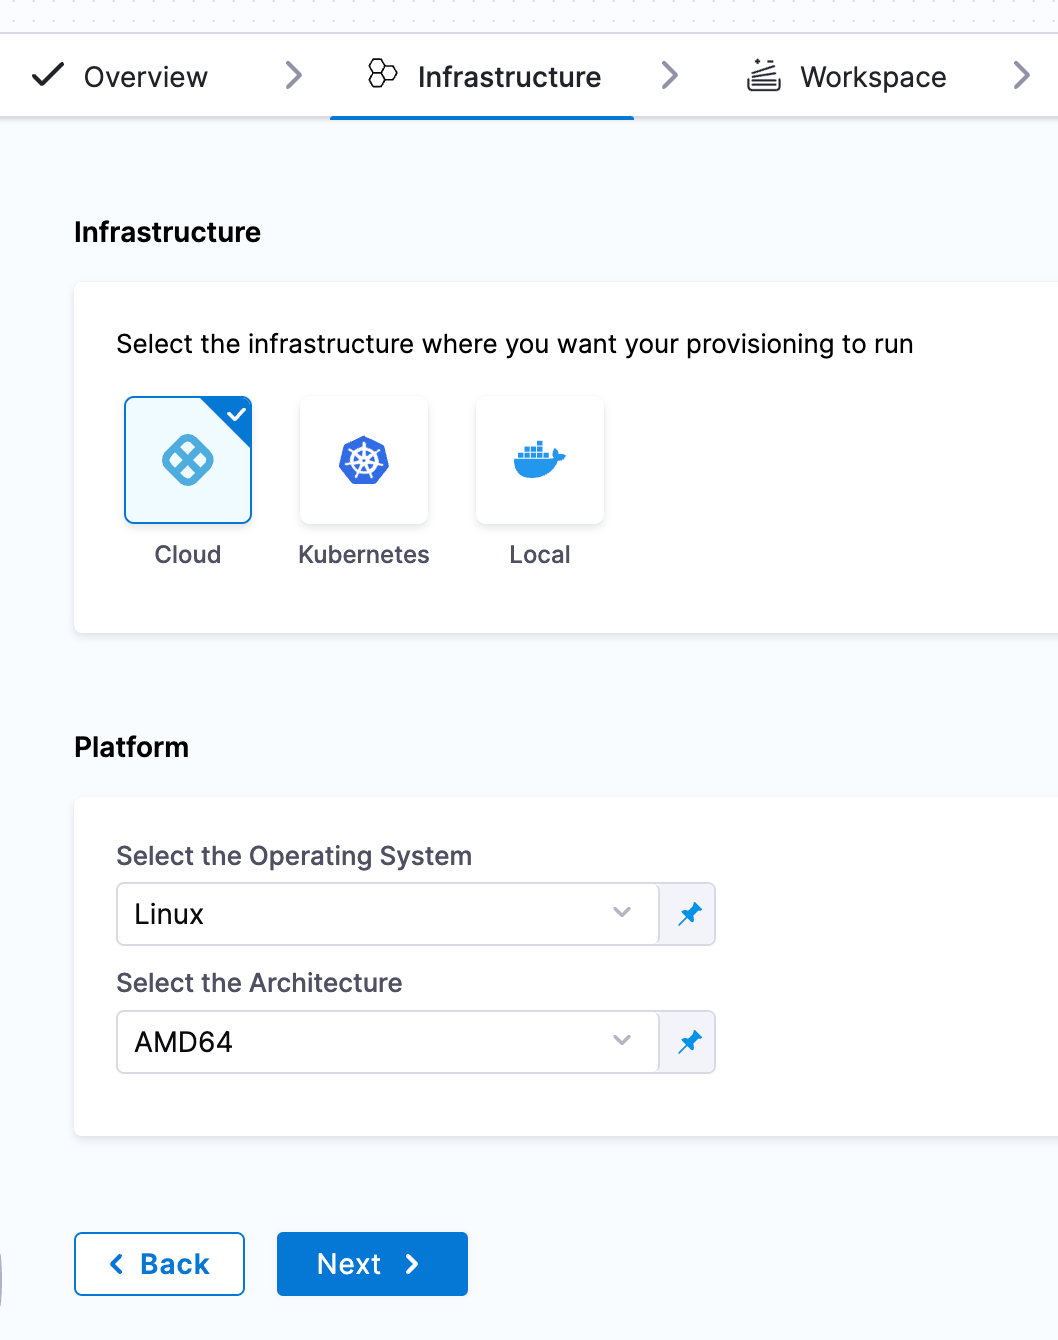 Overview
Infrastructure
Workspace
Infrastructure
Select the infrastructure where you want your provisioning to run
Cloud
Kubernetes
Local
Platform
Select the Operating System
Linux
Select the Architecture
AMD64
Back
Next